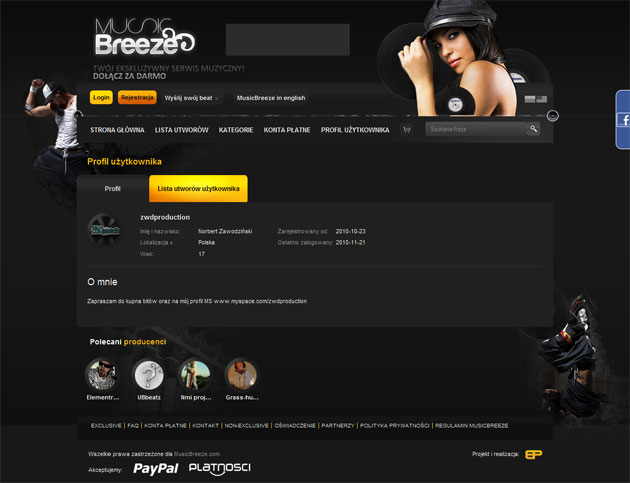 MUSIC
Breeze
TWÓJ EKSKLUZYWNY SERWIS MUZYCZNY!
DOŁĄCZ ZA DARMO
Login Rejestracja Wyślij swój beat » MusicBreeze in english
STRONA GŁÓWNA LISTA UTWORÓW KATEGORIE KONTA PŁATNE PROFIL UŻYTKOWNIKA Szukana fraza
Profil użytkownika
Profil Lista utworów użytkownika
zwdproduction
Imię i nazwisko: Norbert Zawodziński Zarejestrowany od: 2010-10-23
Lokalizacja » Polska Ostatnio zalogowany: 2010-11-21
Wiek: 17
O mnie
Zapraszam do kupna bitów oraz na mój profil MS www.myspace.com/zwdproduction
Polecani producenci
Elementr... UBbeatz Nmi proj... Grass-hu...
EXCLUSIVE | FAQ | KONTA PŁATNE | KONTAKT | NON-EXCLUSIVE | OŚWIADCZENIE | PARTNERZY | POLITYKA PRYWATNOŚCI | REGULAMIN MUSICBREEZE
Wszelkie prawa zastrzeżone dla MusicBreeze.com Projekt i realizacja: EP
Akceptujemy: PayPal PŁATNOŚCI